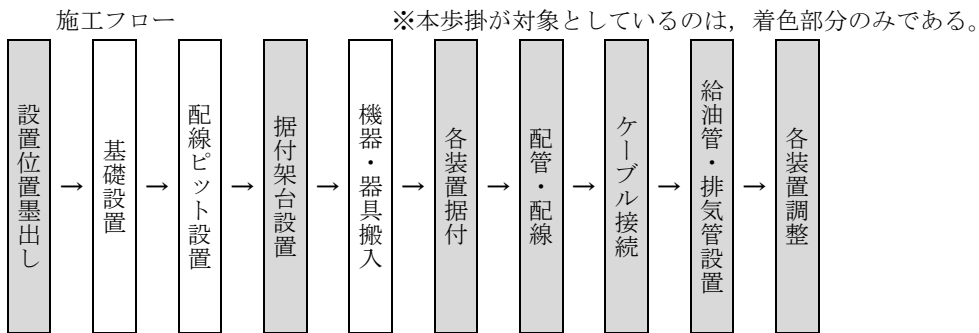 施工フロー
※本歩掛が対象としているのは，着色部分のみである。
設置位置墨出し
→
基礎設置
→
配線ピット設置
→
据付架台設置
→
機器・器具搬入
→
各装置据付
→
配管・配線
→
ケーブル接続
→
給油管・排気管設置
→
各装置調整